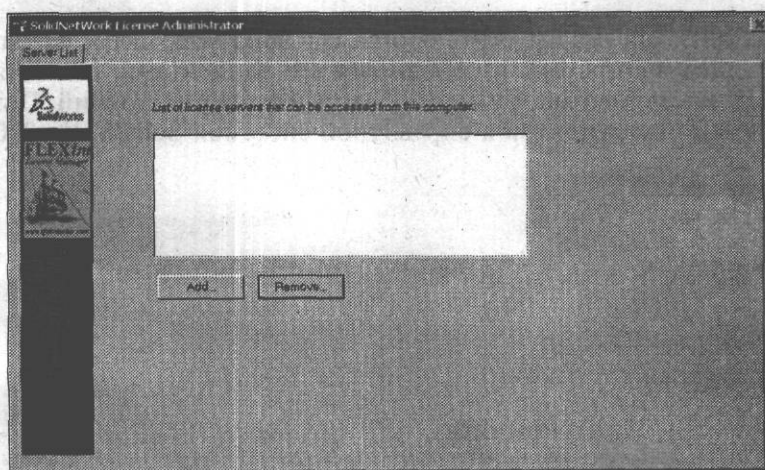 SolidNetWork License Administrator
Server List
DS
SolidWorks
List of license servers that can be accessed from this computer.
FLEXlm
Add...
Remove...